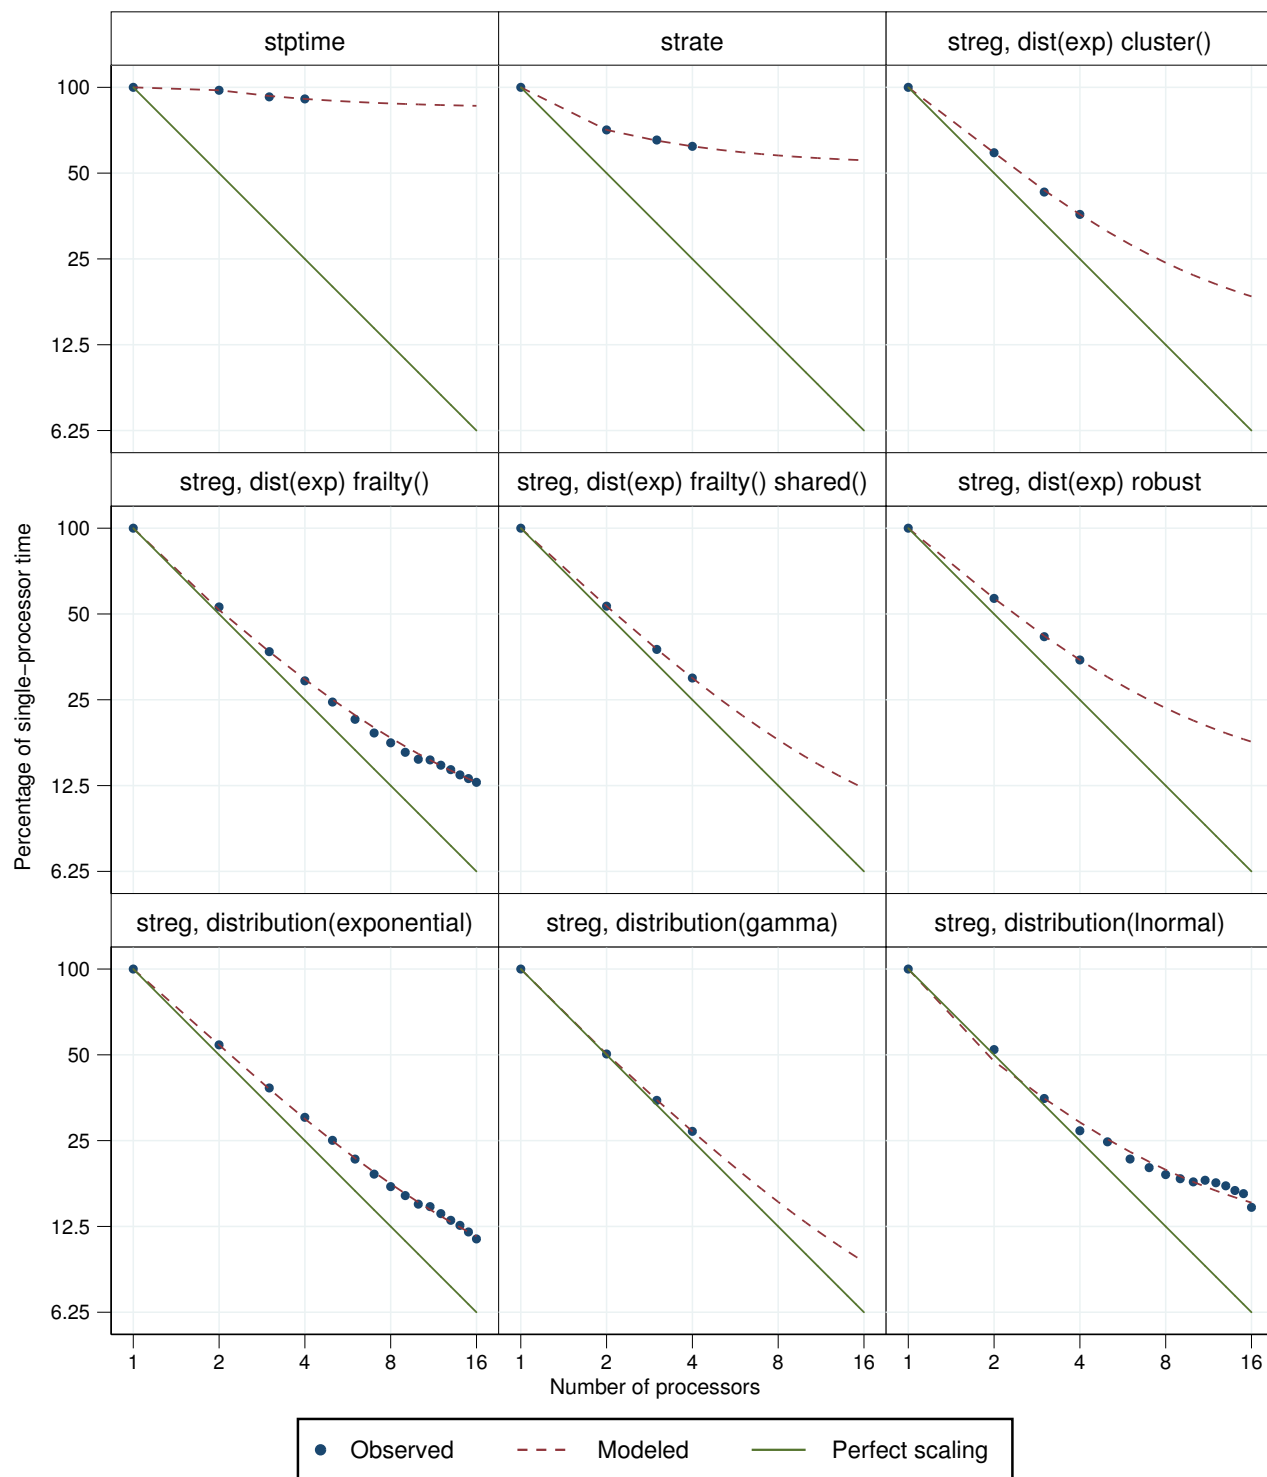 stptime
strate
streg, dist(exp) cluster()
100
50
25
12.5
6.25
streg, dist(exp) frailty()
streg, dist(exp) frailty() shared()
streg, dist(exp) robust
100
50
25
12.5
6.25
Percentage of single−processor time
streg, distribution(exponential)
streg, distribution(gamma)
streg, distribution(lnormal)
100
50
25
12.5
6.25
1 2 4 8 16
1 2 4 8 16
1 2 4 8 16
Number of processors
Observed
Modeled
Perfect scaling